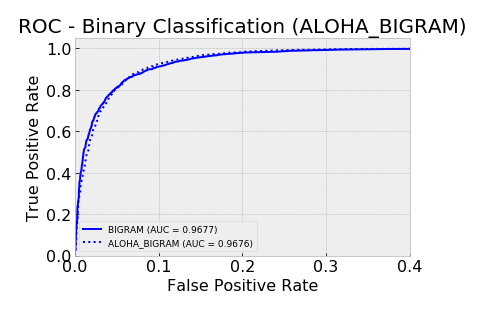 ROC - Binary Classification (ALOHA_BIGRAM)
1.0
0.8
0.6
0.4
0.2
0.0
True Positive Rate
BIGRAM (AUC = 0.9677)
ALOHA_BIGRAM (AUC = 0.9676)
0.0 0.1 0.2 0.3 0.4
False Positive Rate